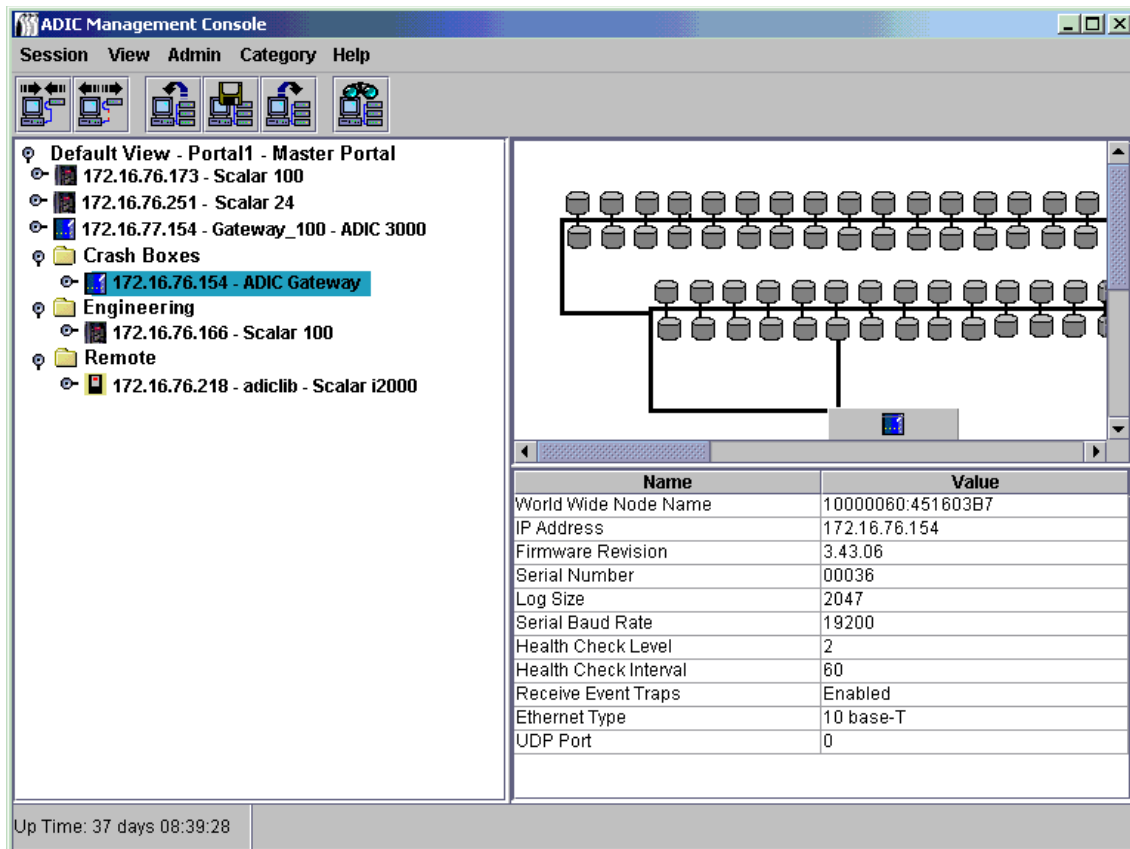 ADIC Management Console
Session View Admin Category Help
Default View - Portal1 - Master Portal
172.16.76.173 - Scalar 100
172.16.76.251 - Scalar 24
172.16.77.154 - Gateway_100 - ADIC 3000
Crash Boxes
172.16.76.154 - ADIC Gateway
Engineering
172.16.76.166 - Scalar 100
Remote
172.16.76.218 - adiclib - Scalar i2000
Name Value
World Wide Node Name 10000060:451603B7
IP Address 172.16.76.154
Firmware Revision 3.43.06
Serial Number 00036
Log Size 2047
Serial Baud Rate 19200
Health Check Level 2
Health Check Interval 60
Receive Event Traps Enabled
Ethernet Type 10 base-T
UDP Port 0
Up Time: 37 days 08:39:28